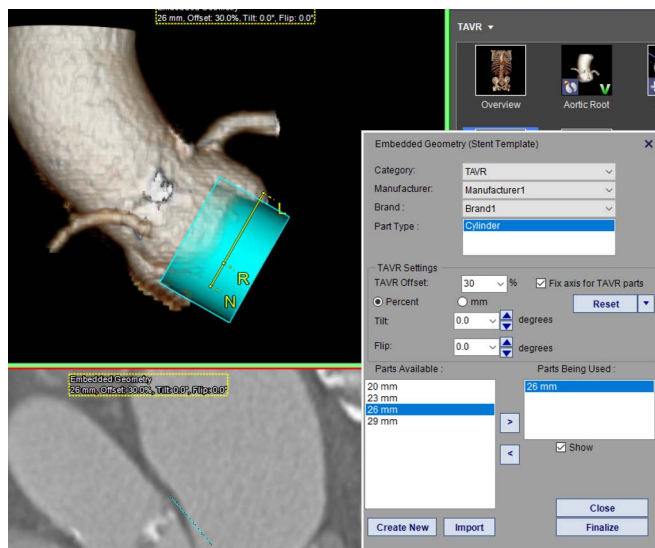 Embedded Geometry
26 mm, Offset: 30.0%, Tilt: 0.0°, Flip: 0.0°
L
R
N
TAVR
Overview
Aortic Root
V
Embedded Geometry (Stent Template)
Category:
TAVR
Manufacturer:
Manufacturer1
Brand :
Brand1
Part Type :
Cylinder
TAVR Settings
TAVR Offset:
30
%
Fix axis for TAVR parts
Percent
mm
Reset
Tilt:
0.0
degrees
Flip:
0.0
degrees
Parts Available :
Parts Being Used :
20 mm
23 mm
26 mm
29 mm
26 mm
>
<
Show
Create New
Import
Close
Finalize
Embedded Geometry
26 mm, Offset: 30.0%, Tilt: 0.0°, Flip: 0.0°